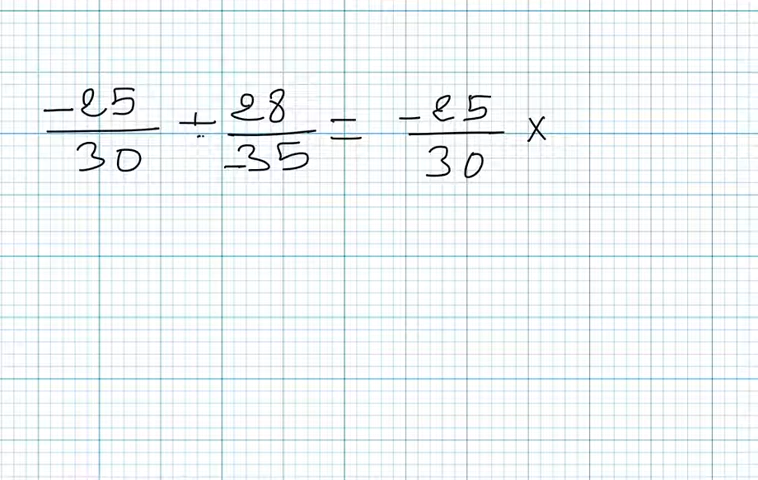 -25/30 ÷ 28/-35 = -25/30 ×